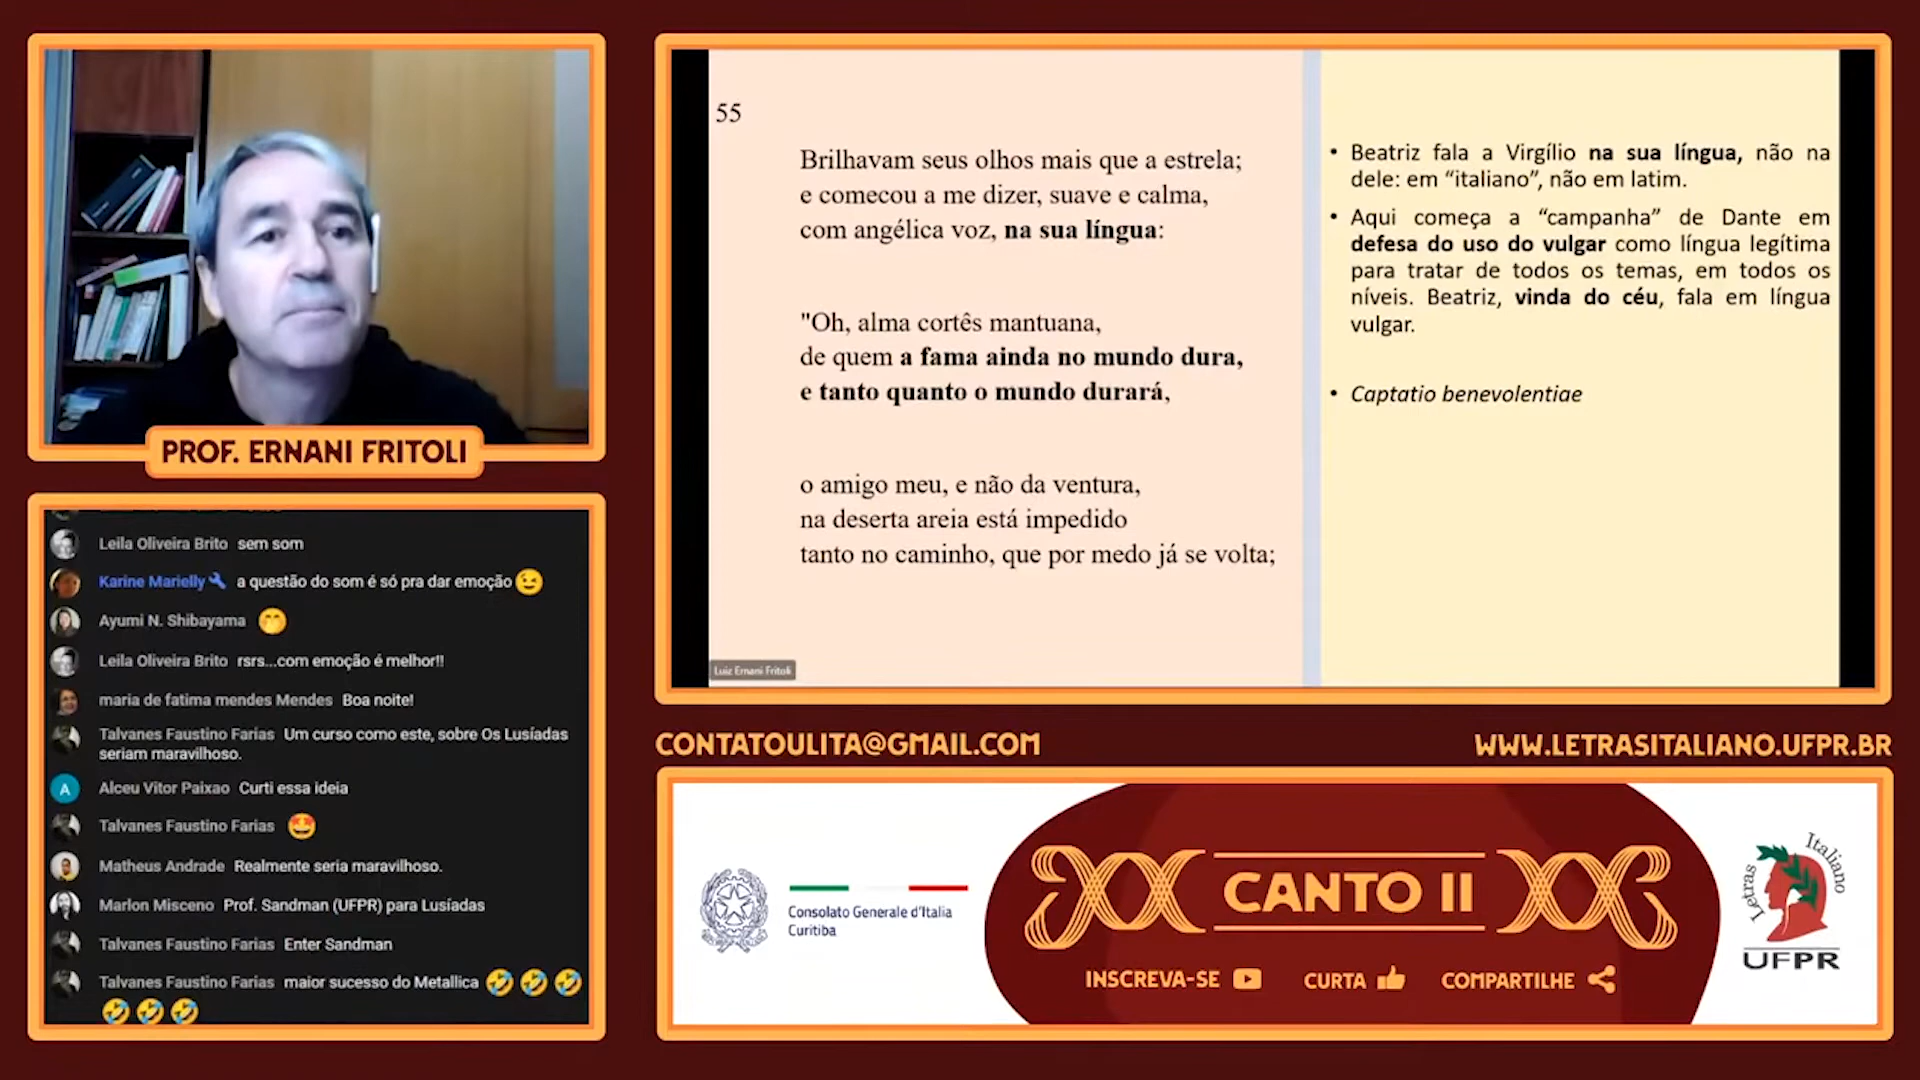 PROF. ERNANI FRITOLI
Leila Oliveira Brito sem som
Karine Marielly a questão do som é só pra dar emoção 😉
Ayumi N. Shibayama 🤭
Leila Oliveira Brito rsrs...com emoção é melhor!!
maria de fatima mendes Mendes Boa noite!
Talvanes Faustino Farias Um curso como este, sobre Os Lusíadas
seriam maravilhoso.
A
Alceu Vitor Paixao Curti essa ideia
Talvanes Faustino Farias 🤩
Matheus Andrade Realmente seria maravilhoso.
Marlon Misceno Prof. Sandman (UFPR) para Lusíadas
Talvanes Faustino Farias Enter Sandman
Talvanes Faustino Farias maior sucesso do Metallica 🤣 🤣 🤣
🤣 🤣 🤣
55
Brilhavam seus olhos mais que a estrela;
e comecou a me dizer, suave e calma,
com angélica voz, na sua língua:
"Oh, alma cortês mantuana,
de quem a fama ainda no mundo dura,
e tanto quanto o mundo durará,
o amigo meu, e não da ventura,
na deserta areia está impedido
tanto no caminho, que por medo já se volta;
Luiz Ernani Fritoli
• Beatriz fala a Virgílio na sua língua, não na
dele: em “italiano”, não em latim.
• Aqui começa a “campanha” de Dante em
defesa do uso do vulgar como língua legítima
para tratar de todos os temas, em todos os
níveis. Beatriz, vinda do céu, fala em língua
vulgar.
• Captatio benevolentiae
CONTATOULITA@GMAIL.COM
WWW.LETRASITALIANO.UFPR.BR
Consolato Generale d'Italia
Curitiba
CANTO II
INSCREVA-SE
CURTA
COMPARTILHE
Letras Italiano
UFPR